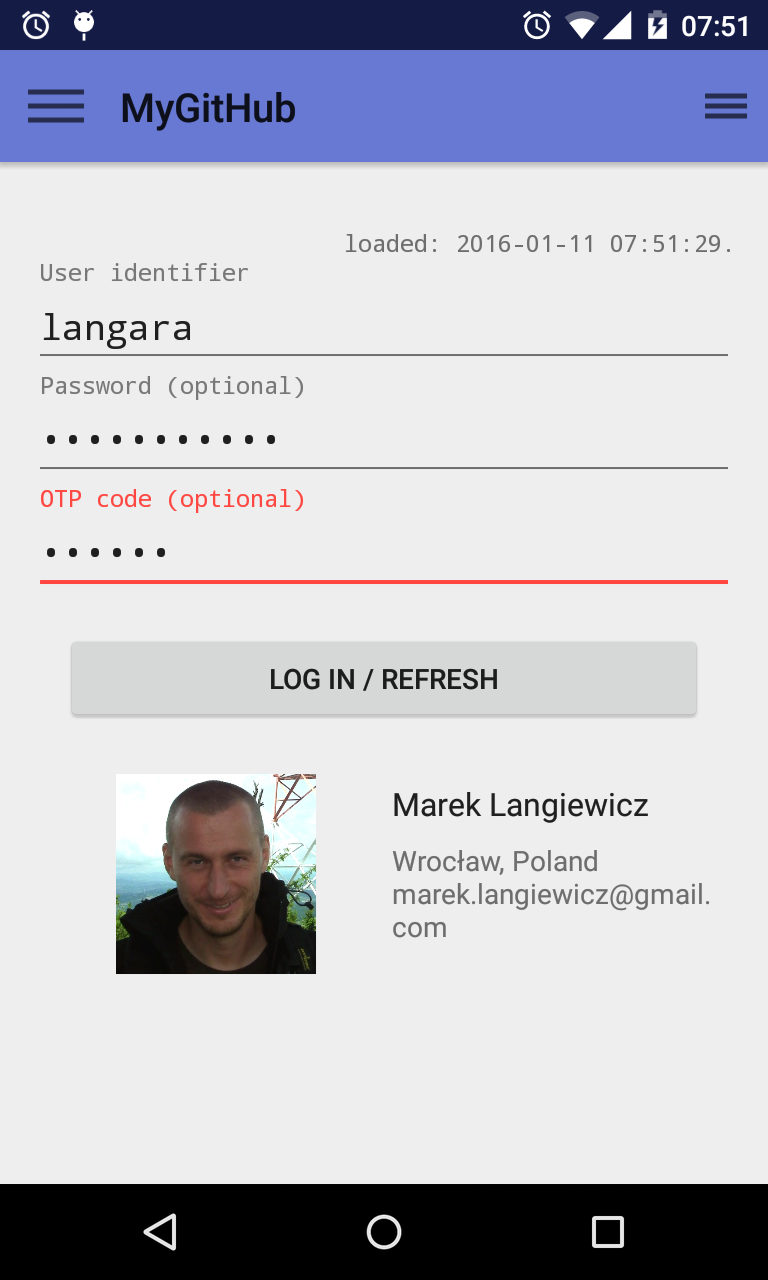 07:51
MyGitHub
loaded: 2016-01-11 07:51:29.
User identifier
langara
Password (optional)
•••••••••••
OTP code (optional)
••••••
LOG IN / REFRESH
Marek Langiewicz
Wrocław, Poland
marek.langiewicz@gmail.
com